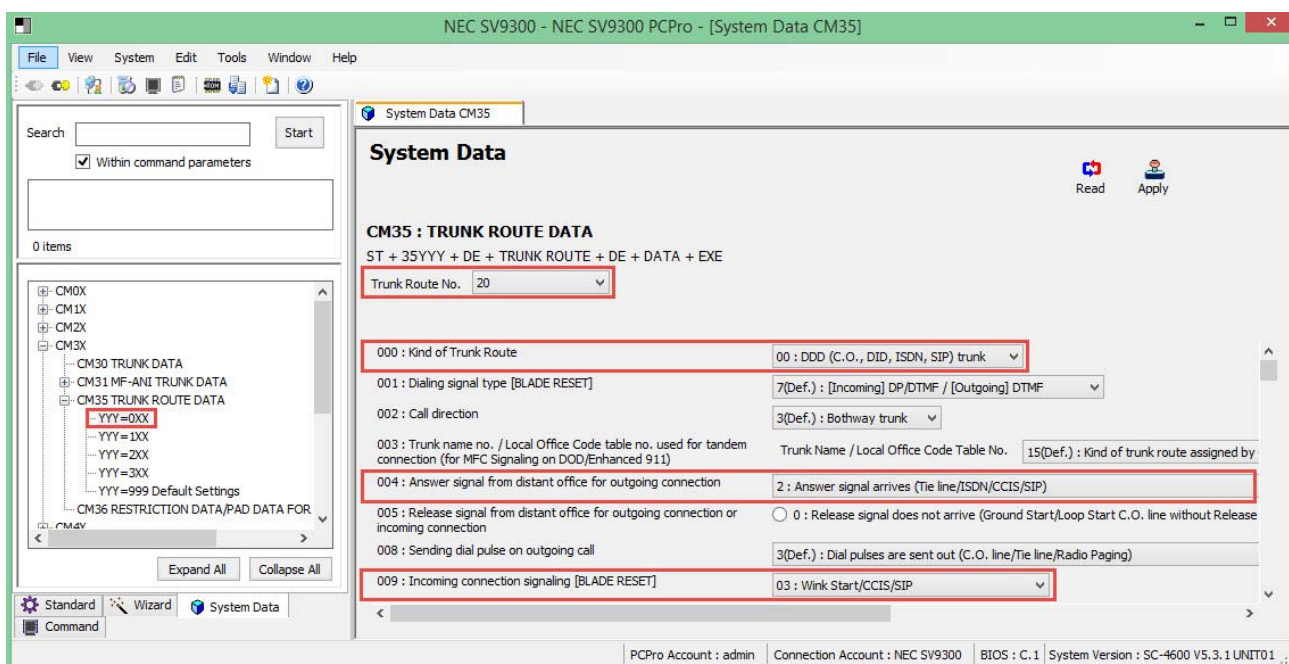 NEC SV9300 - NEC SV9300 PCPro - [System Data CM35]
File View System Edit Tools Window Help
Search
Start
Within command parameters
0 items
CM0X
CM1X
CM2X
CM3X
CM30 TRUNK DATA
CM31 MF-ANI TRUNK DATA
CM35 TRUNK ROUTE DATA
YYY=0XX
YYY=1XX
YYY=2XX
YYY=3XX
YYY=999 Default Settings
CM36 RESTRICTION DATA/PAD DATA FOR
CM4X
Expand All Collapse All
Standard Wizard System Data
Command
System Data CM35
System Data
Read Apply
CM35 : TRUNK ROUTE DATA
ST + 35YYY + DE + TRUNK ROUTE + DE + DATA + EXE
Trunk Route No. 20
000 : Kind of Trunk Route
00 : DDD (C.O., DID, ISDN, SIP) trunk
001 : Dialing signal type [BLADE RESET]
7(Def.) : [Incoming] DP/DTMF / [Outgoing] DTMF
002 : Call direction
3(Def.) : Bothway trunk
003 : Trunk name no. / Local Office Code table no. used for tandem
connection (for MFC Signaling on DOD/Enhanced 911)
Trunk Name / Local Office Code Table No. 15(Def.) : Kind of trunk route assigned by
004 : Answer signal from distant office for outgoing connection
2 : Answer signal arrives (Tie line/ISDN/CCIS/SIP)
005 : Release signal from distant office for outgoing connection or
incoming connection
0 : Release signal does not arrive (Ground Start/Loop Start C.O. line without Release
008 : Sending dial pulse on outgoing call
3(Def.) : Dial pulses are sent out (C.O. line/Tie line/Radio Paging)
009 : Incoming connection signaling [BLADE RESET]
03 : Wink Start/CCIS/SIP
PCPro Account : admin Connection Account : NEC SV9300 BIOS : C.1 System Version : SC-4600 V5.3.1 UNIT01